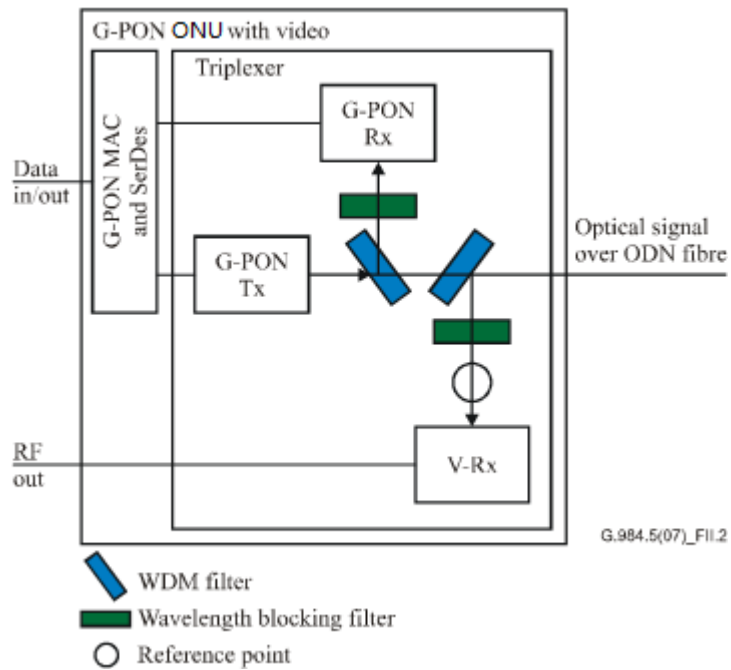 G-PON ONU with video
Triplexer
G-PON MAC
and SerDes
G-PON
Rx
Data
in/out
G-PON
Tx
Optical signal
over ODN fibre
RF
out
V-Rx
G.984.5(07)_FII.2
WDM filter
Wavelength blocking filter
Reference point